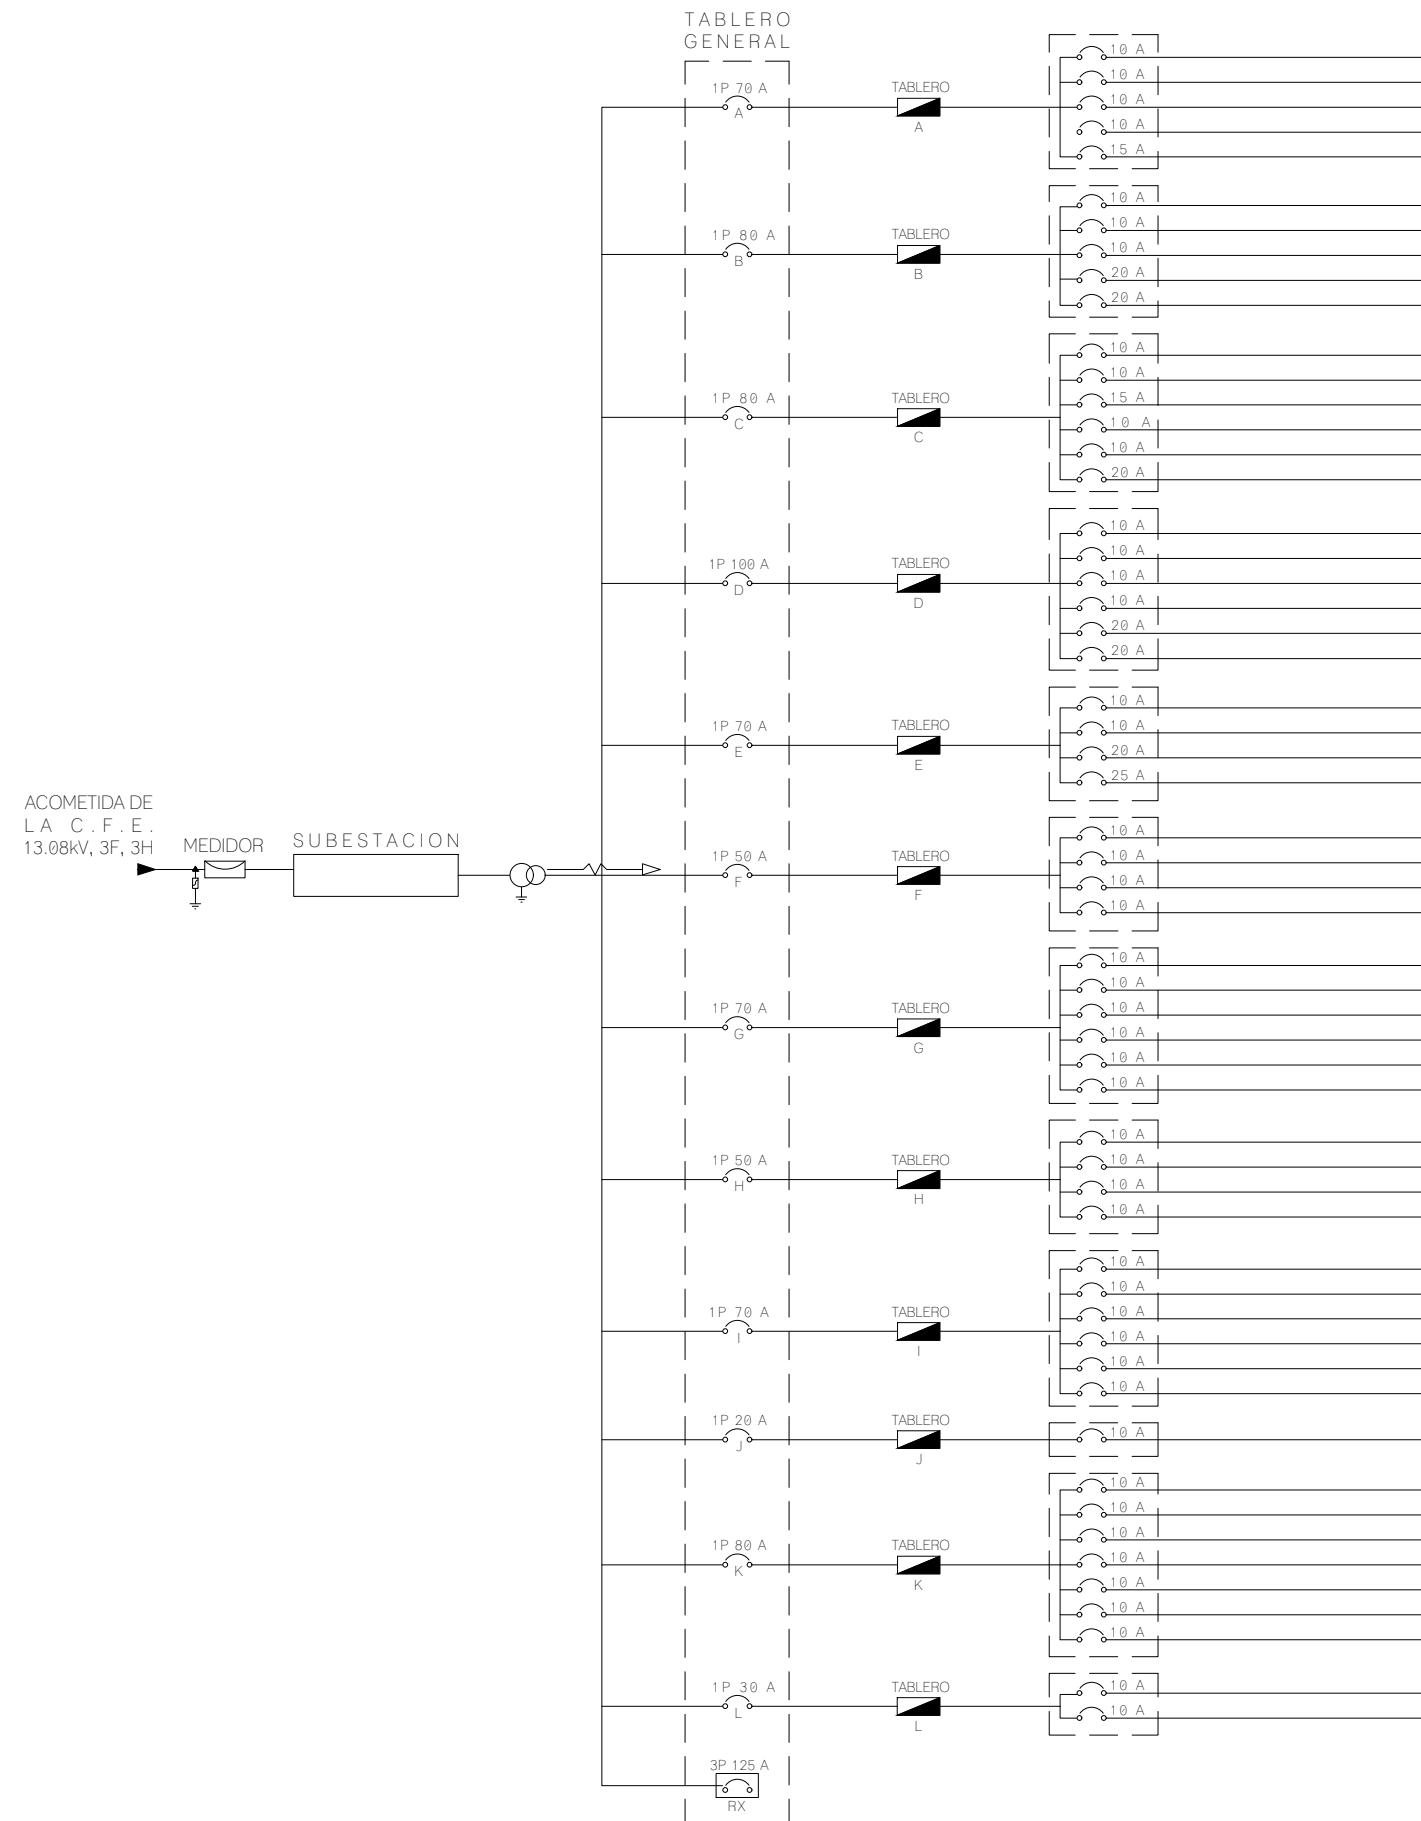 TABLERO
GENERAL
1P 70 A
A
TABLERO
A
10 A
10 A
10 A
10 A
15 A
1P 80 A
B
TABLERO
B
10 A
10 A
10 A
20 A
20 A
1P 80 A
C
TABLERO
C
10 A
10 A
15 A
10 A
10 A
20 A
1P 100 A
D
TABLERO
D
10 A
10 A
10 A
10 A
20 A
20 A
1P 70 A
E
TABLERO
E
10 A
10 A
20 A
25 A
ACOMETIDA DE
LA C.F.E.
13.08kV, 3F, 3H
MEDIDOR
SUBESTACION
1P 50 A
F
TABLERO
F
10 A
10 A
10 A
10 A
1P 70 A
G
TABLERO
G
10 A
10 A
10 A
10 A
10 A
10 A
1P 50 A
H
TABLERO
H
10 A
10 A
10 A
10 A
1P 70 A
I
TABLERO
I
10 A
10 A
10 A
10 A
10 A
10 A
1P 20 A
J
TABLERO
J
10 A
1P 80 A
K
TABLERO
K
10 A
10 A
10 A
10 A
10 A
10 A
10 A
1P 30 A
L
TABLERO
L
10 A
10 A
3P 125 A
RX